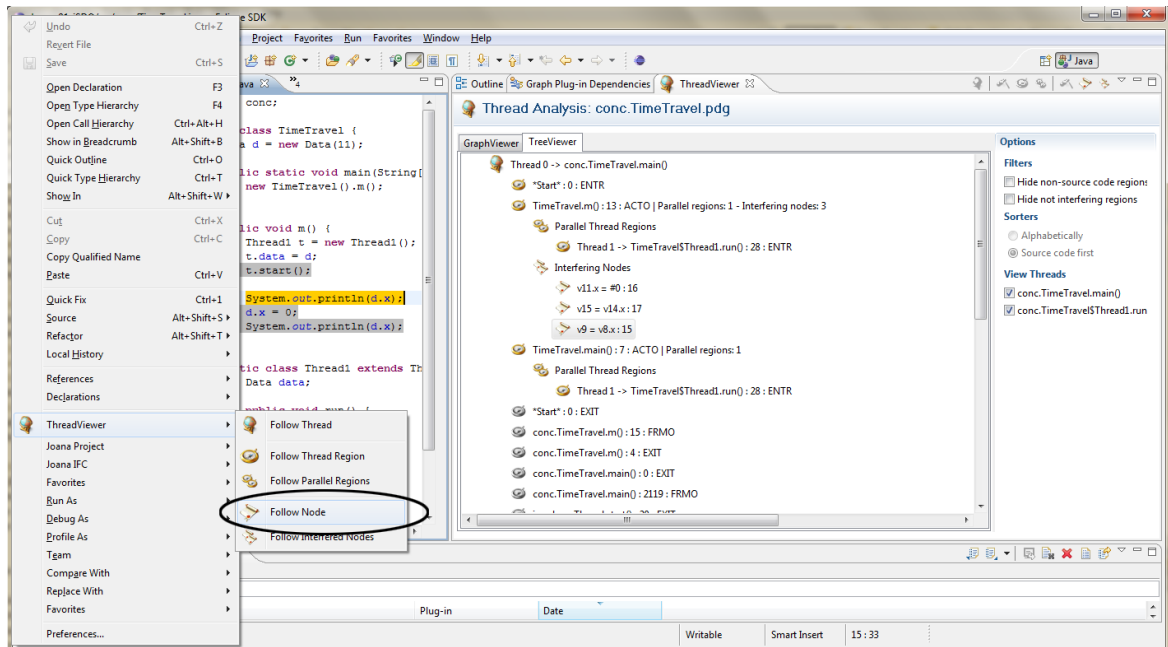 e SDK
Undo Ctrl+Z
Revert File
Save Ctrl+S
Open Declaration F3
Open Type Hierarchy F4
Open Call Hierarchy Ctrl+Alt+H
Show in Breadcrumb Alt+Shift+B
Quick Outline Ctrl+O
Quick Type Hierarchy Ctrl+T
Show In Alt+Shift+W
Cut Ctrl+X
Copy Ctrl+C
Copy Qualified Name
Paste Ctrl+V
Quick Fix Ctrl+1
Source Alt+Shift+S
Refactor Alt+Shift+T
Local History
References
Declarations
ThreadViewer
Joana Project
Joana IFC
Favorites
Run As
Debug As
Profile As
Team
Compare With
Replace With
Favorites
Preferences...
Follow Thread
Follow Thread Region
Follow Parallel Regions
Follow Node
Follow Interfered Nodes
Project Favorites Run Favorites Window Help
Java
ava
4
conc;
class TimeTravel {
a d = new Data(11);
lic static void main(String[
new TimeTravel().m();
lic void m() {
Thread1 t = new Thread1();
t.data = d;
t.start();
System.out.println(d.x);
d.x = 0;
System.out.println(d.x);
tic class Thread1 extends Th
Data data;
public void run() {
Outline Graph Plug-in Dependencies ThreadViewer
Thread Analysis: conc.TimeTravel.pdg
GraphViewer TreeViewer
Thread 0 -> conc.TimeTravel.main()
*Start* : 0 : ENTR
TimeTravel.m() : 13 : ACTO | Parallel regions: 1 - Interfering nodes: 3
Parallel Thread Regions
Thread 1 -> TimeTravel$Thread1.run() : 28 : ENTR
Interfering Nodes
v11.x = #0 : 16
v15 = v14.x : 17
v9 = v8.x : 15
TimeTravel.main() : 7 : ACTO | Parallel regions: 1
Parallel Thread Regions
Thread 1 -> TimeTravel$Thread1.run() : 28 : ENTR
*Start* : 0 : EXIT
conc.TimeTravel.m() : 15 : FRMO
conc.TimeTravel.m() : 4 : EXIT
conc.TimeTravel.main() : 0 : EXIT
conc.TimeTravel.main() : 2119 : FRMO
Options
Filters
Hide non-source code regions
Hide not interfering regions
Sorters
Alphabetically
Source code first
View Threads
conc.TimeTravel.main()
conc.TimeTravel$Thread1.run
Plug-in Date
Writable Smart Insert 15 : 33